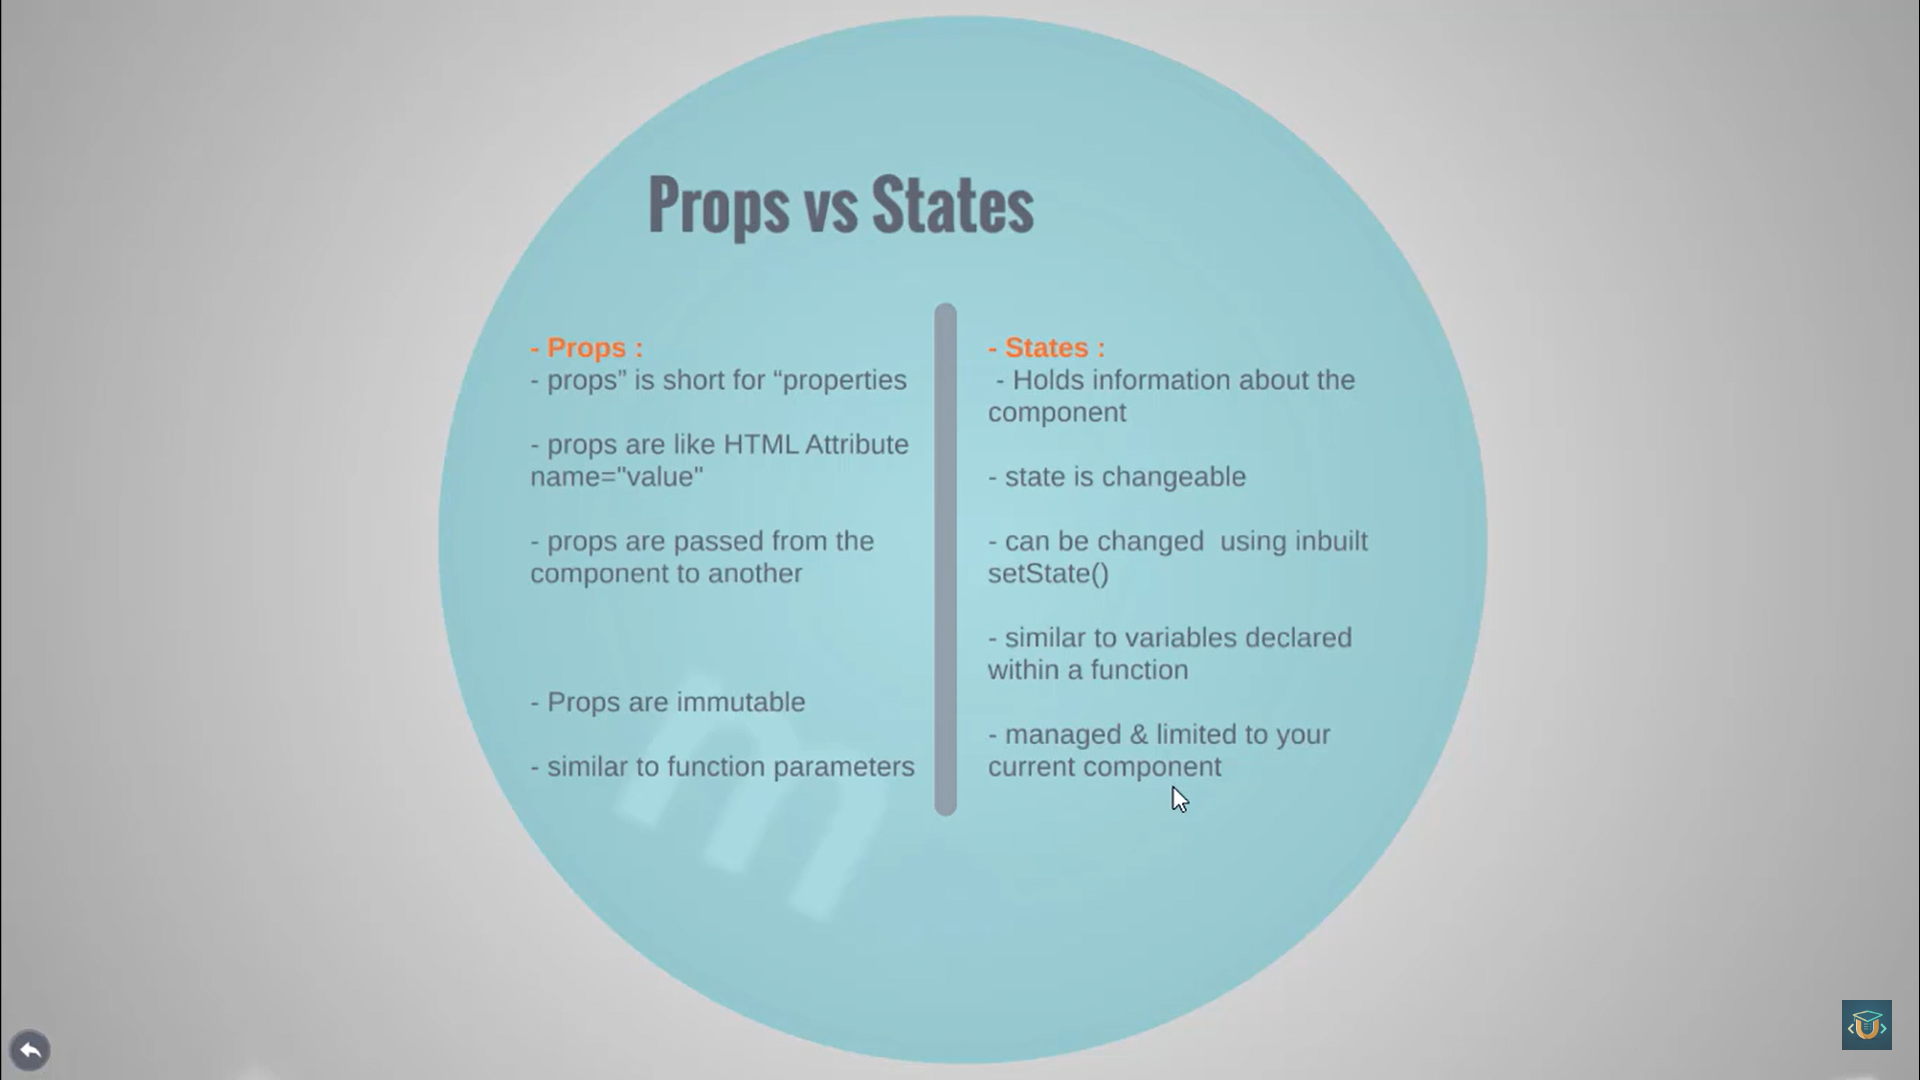 Props vs States
- Props :
- props” is short for “properties
- props are like HTML Attribute
name="value"
- props are passed from the
component to another
- Props are immutable
- similar to function parameters
- States :
- Holds information about the
component
- state is changeable
- can be changed  using inbuilt
setState()
- similar to variables declared
within a function
- managed & limited to your
current component
m